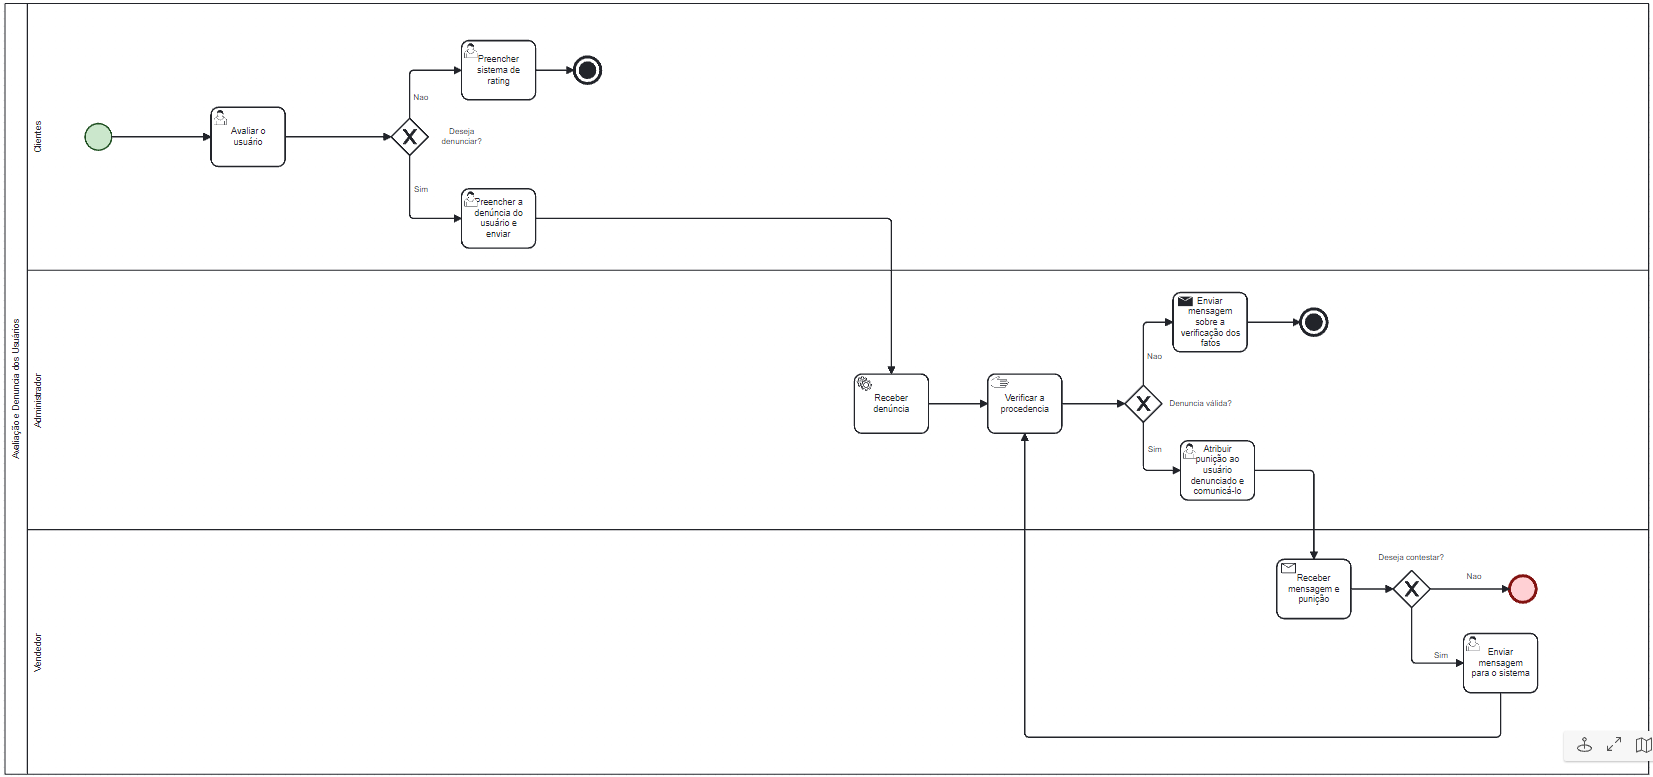 Avaliação e Denuncia dos Usuários
Clientes
Avaliar o
usuário
Deseja
denunciar?
Nao
Preencher
sistema de
rating
Sim
Preencher a
denúncia do
usuário e
enviar
Administrador
Receber
denúncia
Verificar a
procedencia
Denuncia válida?
Nao
Enviar
mensagem
sobre a
verificação dos
fatos
Sim
Atribuir
punição ao
usuário
denunciado e
comunicá-lo
Vendedor
Receber
mensagem e
punição
Deseja contestar?
Nao
Sim
Enviar
mensagem
para o sistema